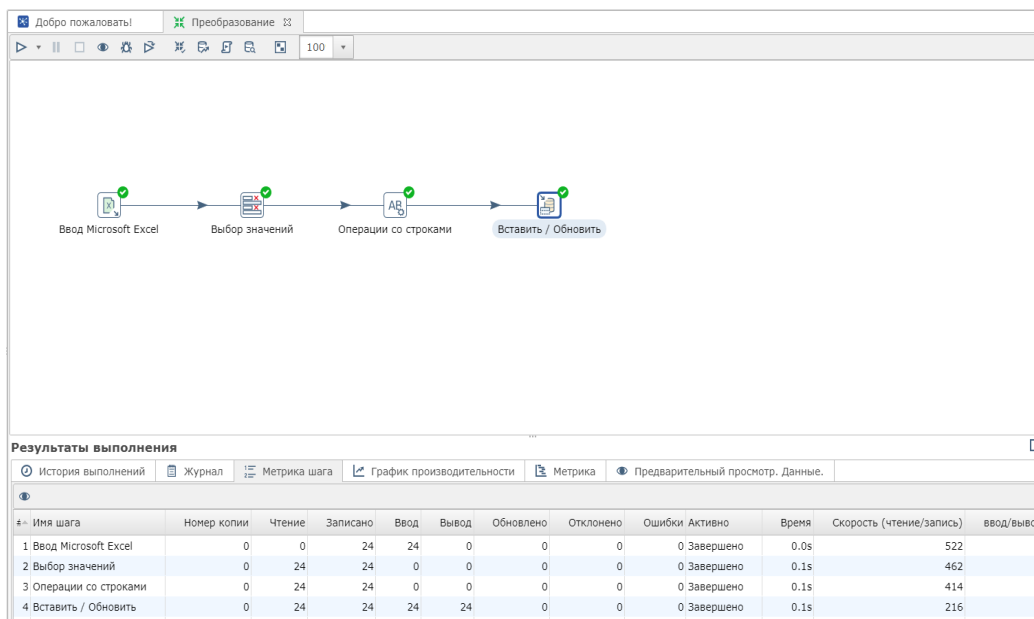 Добро пожаловать! Преобразование
100
Ввод Microsoft Excel Выбор значений Операции со строками Вставить / Обновить
Результаты выполнения
История выполнений Журнал Метрика шага График производительности Метрика Предварительный просмотр. Данные.
# Имя шага Номер копии Чтение Записано Ввод Вывод Обновлено Отклонено Ошибки Активно Время Скорость (чтение/запись)
1 Ввод Microsoft Excel 0 0 24 24 0 0 0 0 Завершено 0.0s 522
2 Выбор значений 0 24 24 0 0 0 0 0 Завершено 0.1s 462
3 Операции со строками 0 24 24 0 0 0 0 0 Завершено 0.1s 414
4 Вставить / Обновить 0 24 24 24 24 0 0 0 Завершено 0.1s 216